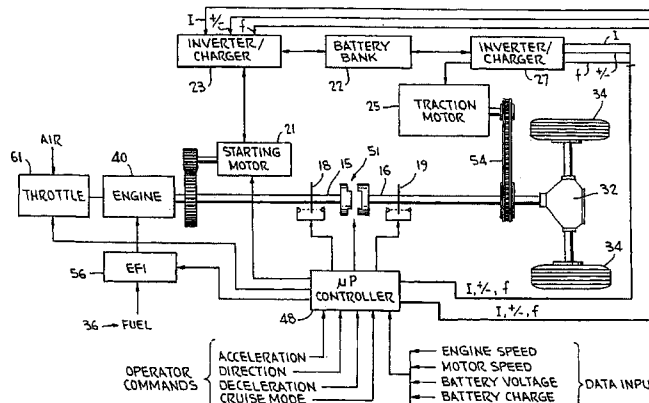 I +/- f
INVERTER/
CHARGER
23
BATTERY
BANK
22
INVERTER/
CHARGER
27
I
+/-
f
25
TRACTION
MOTOR
34
21
STARTING
MOTOR
AIR
61
THROTTLE
40
ENGINE
18
15
51
16
19
54
32
34
56
EFI
36
FUEL
μP
CONTROLLER
48
I, +/-, f
I, +/-, f
OPERATOR
COMMANDS
ACCELERATION
DIRECTION
DECELERATION
CRUISE MODE
ENGINE SPEED
MOTOR SPEED
BATTERY VOLTAGE
BATTERY CHARGE
DATA INPU